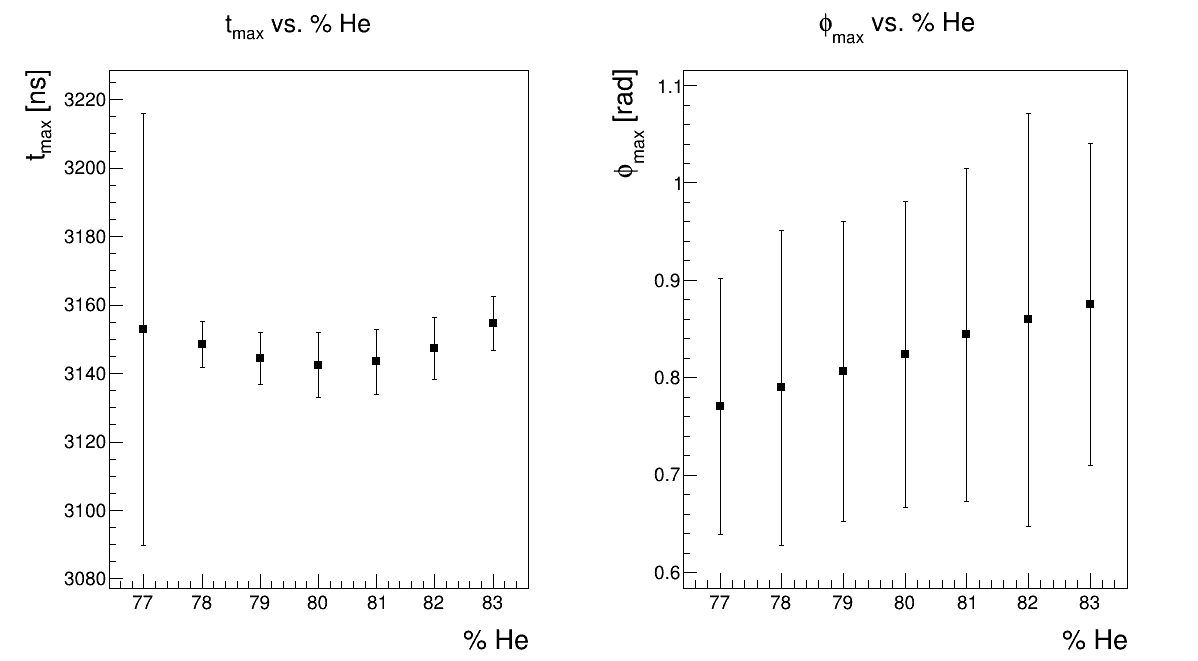 t_max vs. % He
t_max [ns]
3220
3200
3180
3160
3140
3120
3100
3080
77 78 79 80 81 82 83
% He
ϕ_max vs. % He
ϕ_max [rad]
1.1
1
0.9
0.8
0.7
0.6
77 78 79 80 81 82 83
% He